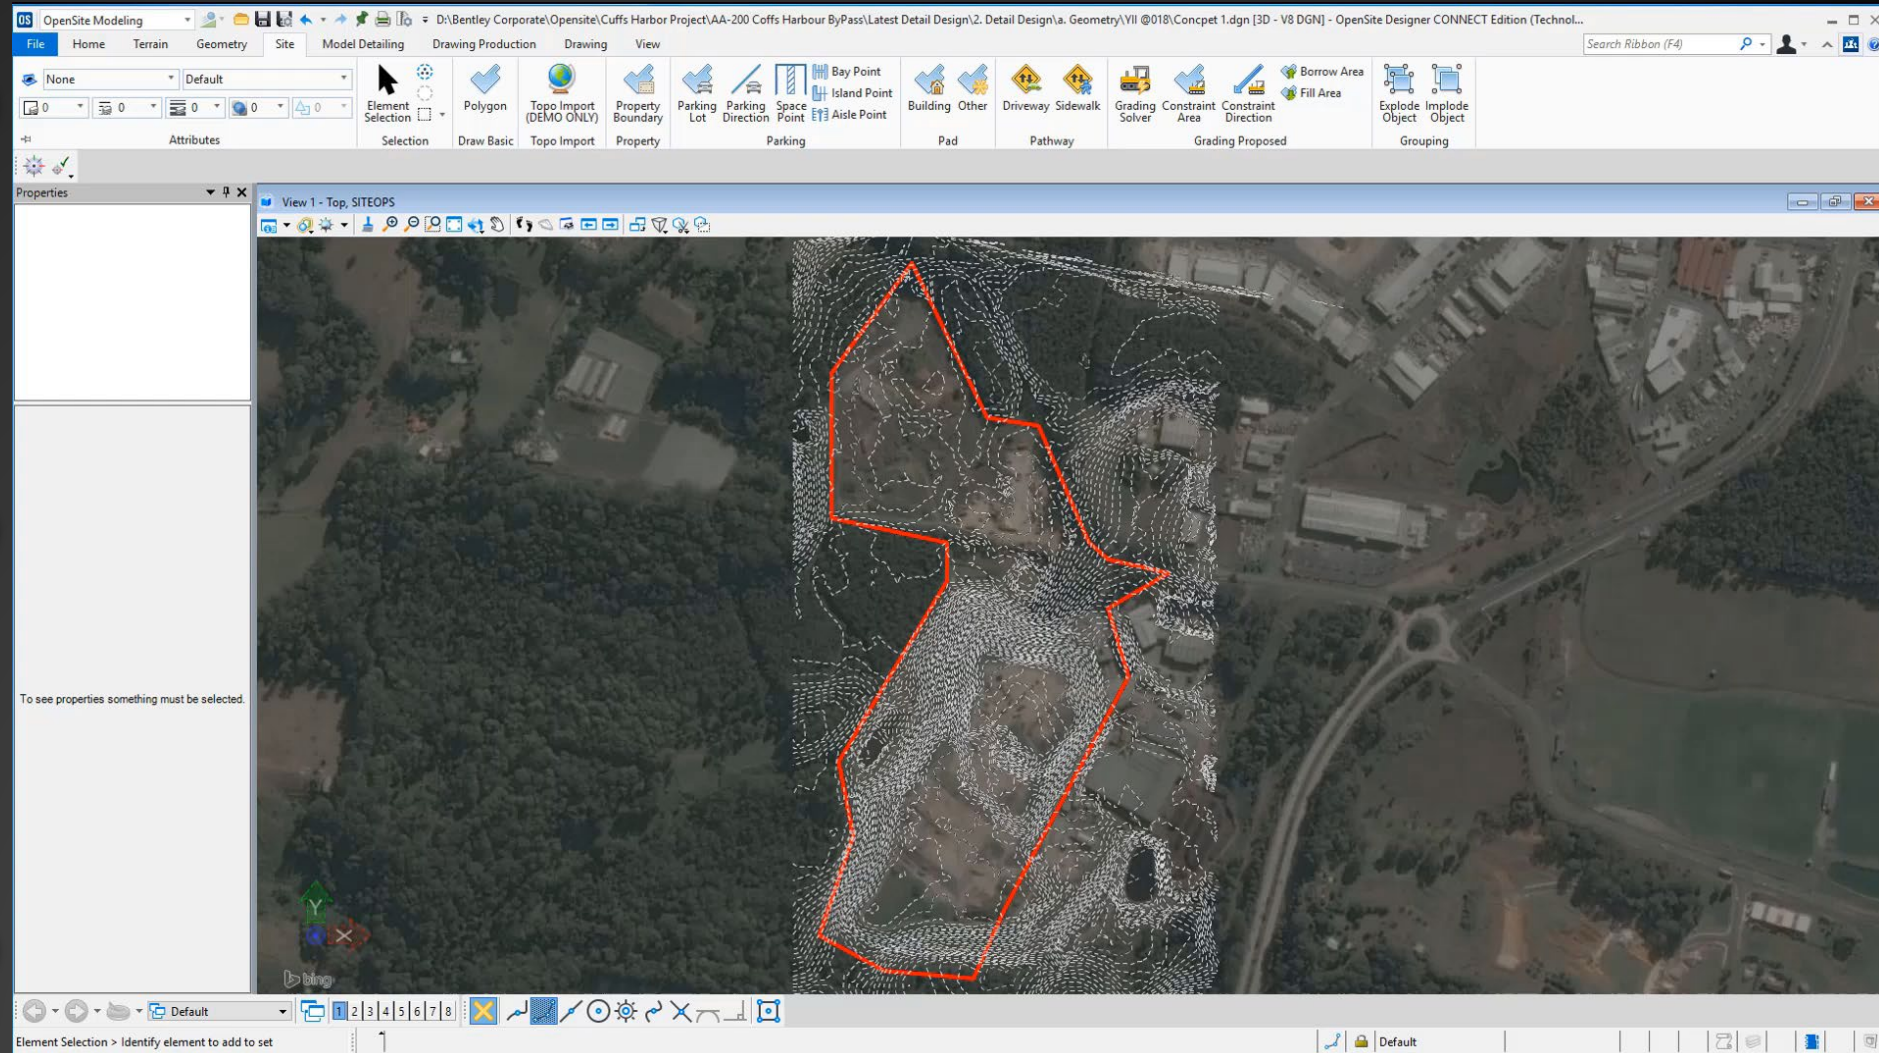 OS OpenSite Modeling D:\Bentley Corporate\Opensite\Cuffs Harbor Project\AA-200 Coffs Harbour ByPass\Latest Detail Design\2. Detail Design\a. Geometry\YII @018\Concpet 1.dgn [3D - V8 DGN] - OpenSite Designer CONNECT Edition (Technol...
File Home Terrain Geometry Site Model Detailing Drawing Production Drawing View Search Ribbon (F4)
None Default
0 0 0 0 0
Attributes
Element Selection
Selection
Polygon
Draw Basic
Topo Import (DEMO ONLY)
Topo Import
Property Boundary
Property
Parking Lot
Parking Direction
Space Point
Bay Point
Island Point
Aisle Point
Parking
Building
Other
Pad
Driveway
Sidewalk
Pathway
Grading Solver
Constraint Area
Constraint Direction
Borrow Area
Fill Area
Grading Proposed
Explode Object
Implode Object
Grouping
Properties
View 1 - Top, SITEOPS
To see properties something must be selected.
Y
X
bing
Default 1 2 3 4 5 6 7 8
Element Selection > Identify element to add to set
Default